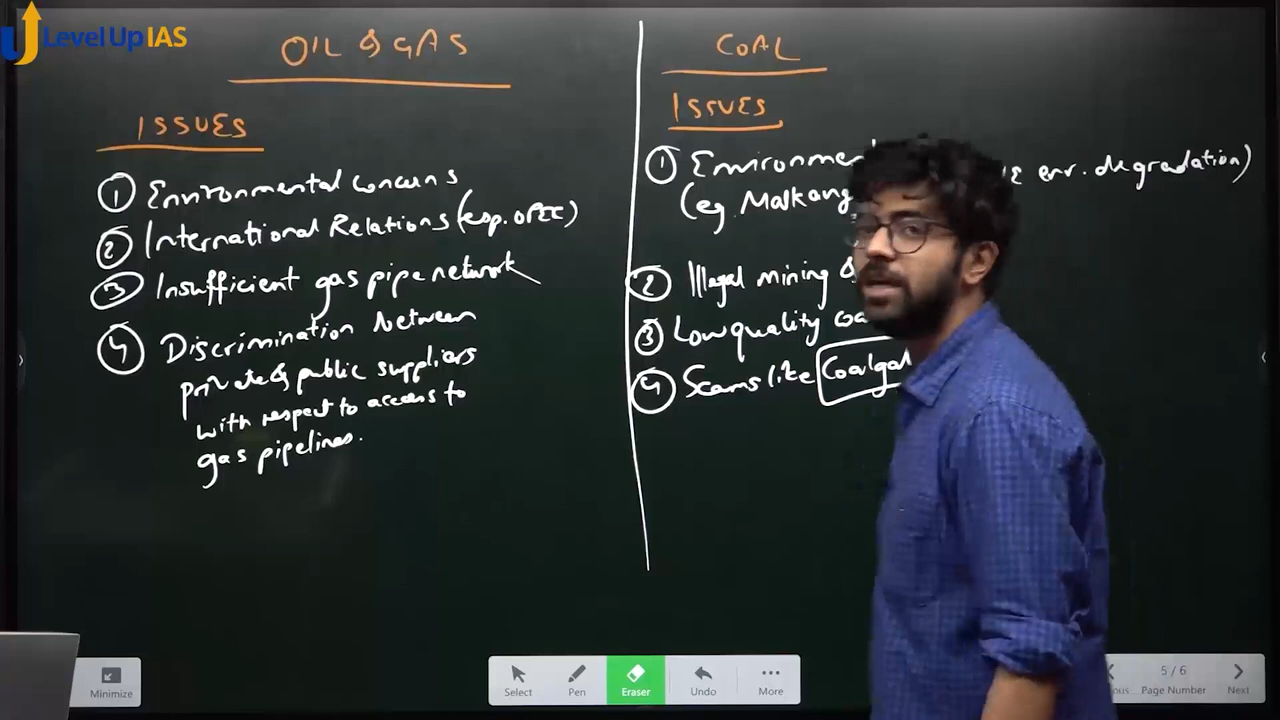 Level Up IAS
OIL & GAS
ISSUES
1 Environmental concerns
2 International Relations (esp. OPEC)
3 Insufficient gas pipe network
4 Discrimination between
private & public suppliers
with respect to access to
gas pipelines.
COAL
ISSUES
1 env. degradation)
(eg.
2 Illegal mining &
3 Low quality
4 Scams like
Minimize
Select
Pen
Eraser
Undo
More
5 / 6
Page Number
Next